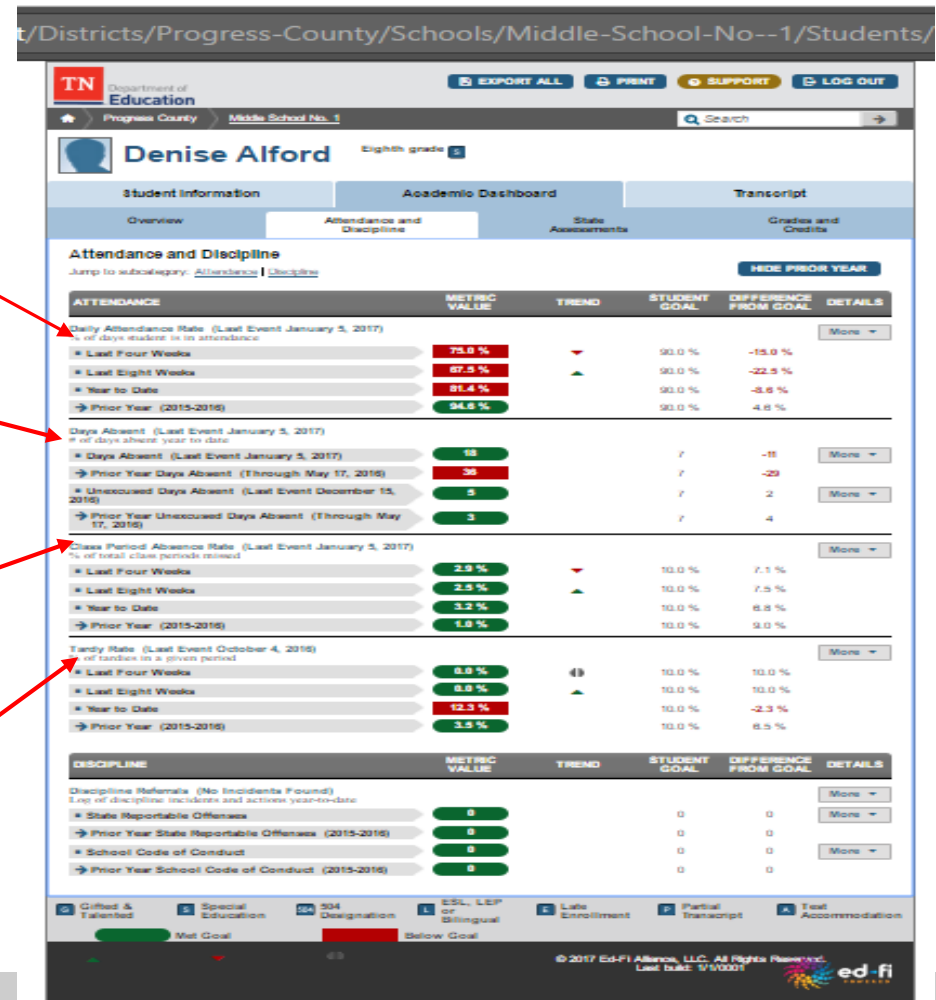 t/Districts/Progress-County/Schools/Middle-School-No--1/Students/
TN Department of Education
EXPORT ALL PRINT SUPPORT LOG OUT
Progress County Middle School No. 1 Search
Denise Alford Eighth grade S
Student Information Academic Dashboard Transcript
Overview Attendance and Discipline State Assessments Grades and Credits
Attendance and Discipline
Jump to subcategory: Attendance | Discipline HIDE PRIOR YEAR
ATTENDANCE METRIC VALUE TREND STUDENT GOAL DIFFERENCE FROM GOAL DETAILS
Daily Attendance Rate (Last Event January 5, 2017) More
% of days student is in attendance
Last Four Weeks 75.0 % 90.0 % -15.0 %
Last Eight Weeks 67.5 % 90.0 % -22.5 %
Year to Date 81.4 % 90.0 % -8.6 %
Prior Year (2015-2016) 94.6 % 90.0 % 4.6 %
Days Absent (Last Event January 5, 2017)
# of days absent year to date
Days Absent (Last Event January 5, 2017) 18 7 -11 More
Prior Year Days Absent (Through May 17, 2016) 36 7 -29
Unexcused Days Absent (Last Event December 15, 2016) 5 7 2 More
Prior Year Unexcused Days Absent (Through May 17, 2016) 3 7 4
Class Period Absence Rate (Last Event January 5, 2017) More
% of total class periods missed
Last Four Weeks 2.9 % 10.0 % 7.1 %
Last Eight Weeks 2.5 % 10.0 % 7.5 %
Year to Date 3.2 % 10.0 % 6.8 %
Prior Year (2015-2016) 1.0 % 10.0 % 9.0 %
Tardy Rate (Last Event October 4, 2016) More
% of tardies in a given period
Last Four Weeks 0.0 % 10.0 % 10.0 %
Last Eight Weeks 0.0 % 10.0 % 10.0 %
Year to Date 12.3 % 10.0 % -2.3 %
Prior Year (2015-2016) 3.5 % 10.0 % 6.5 %
DISCIPLINE METRIC VALUE TREND STUDENT GOAL DIFFERENCE FROM GOAL DETAILS
Discipline Referrals (No Incidents Found) More
Log of discipline incidents and actions year-to-date
State Reportable Offenses 0 0 0 More
Prior Year State Reportable Offenses (2015-2016) 0 0 0
School Code of Conduct 0 0 0 More
Prior Year School Code of Conduct (2015-2016) 0 0 0
G Gifted & Talented S Special Education 504 504 Designation L ESL, LEP or Bilingual E Late Enrollment P Partial Transcript A Test Accommodation
Met Goal Below Goal
© 2017 Ed-Fi Alliance, LLC. All Rights Reserved.
Last build: 1/1/0001
ed-fi
POWERED